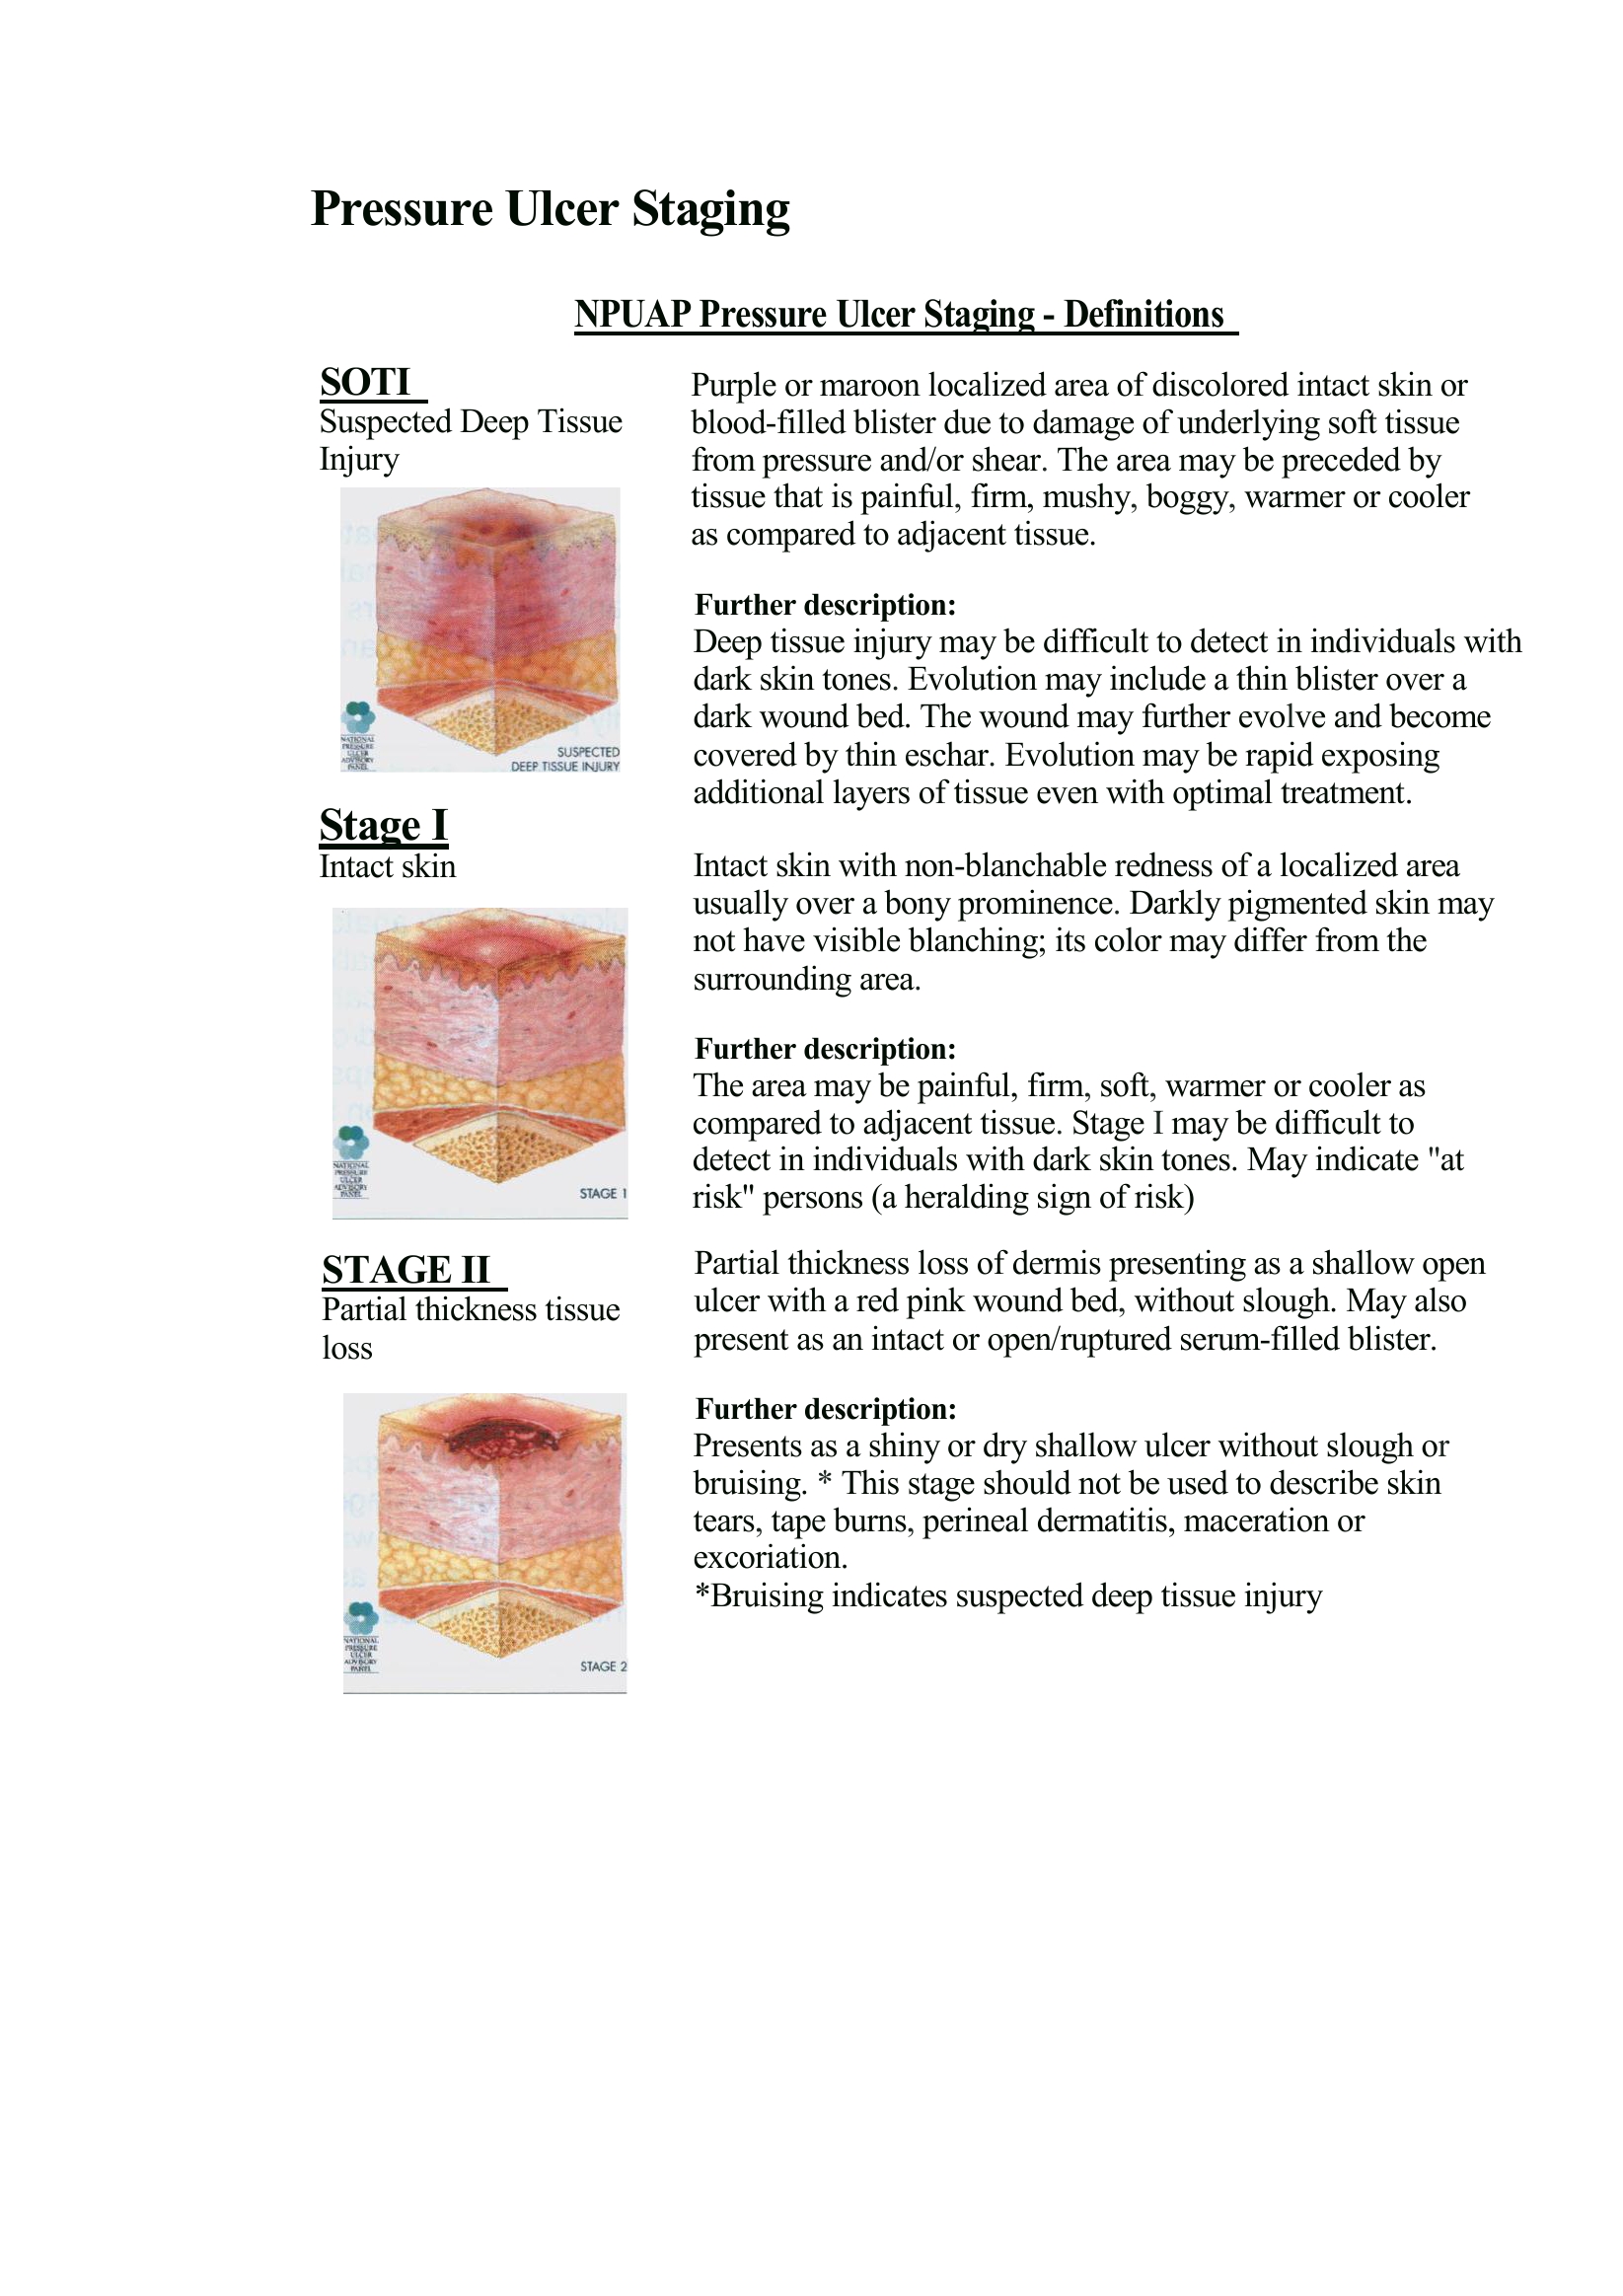 Pressure Ulcer Staging
NPUAP Pressure Ulcer Staging - Definitions
SOTI
Suspected Deep Tissue
Injury
NATIONAL
PRESSURE
ULCER
ADVISORY
PANEL
SUSPECTED
DEEP TISSUE INJURY
Purple or maroon localized area of discolored intact skin or
blood-filled blister due to damage of underlying soft tissue
from pressure and/or shear. The area may be preceded by
tissue that is painful, firm, mushy, boggy, warmer or cooler
as compared to adjacent tissue.
Further description:
Deep tissue injury may be difficult to detect in individuals with
dark skin tones. Evolution may include a thin blister over a
dark wound bed. The wound may further evolve and become
covered by thin eschar. Evolution may be rapid exposing
additional layers of tissue even with optimal treatment.
Stage I
Intact skin
NATIONAL
PRESSURE
ULCER
ADVISORY
PANEL
STAGE 1
Intact skin with non-blanchable redness of a localized area
usually over a bony prominence. Darkly pigmented skin may
not have visible blanching; its color may differ from the
surrounding area.
Further description:
The area may be painful, firm, soft, warmer or cooler as
compared to adjacent tissue. Stage I may be difficult to
detect in individuals with dark skin tones. May indicate "at
risk" persons (a heralding sign of risk)
STAGE II
Partial thickness tissue
loss
NATIONAL
PRESSURE
ULCER
ADVISORY
PANEL
STAGE 2
Partial thickness loss of dermis presenting as a shallow open
ulcer with a red pink wound bed, without slough. May also
present as an intact or open/ruptured serum-filled blister.
Further description:
Presents as a shiny or dry shallow ulcer without slough or
bruising. * This stage should not be used to describe skin
tears, tape burns, perineal dermatitis, maceration or
excoriation.
*Bruising indicates suspected deep tissue injury